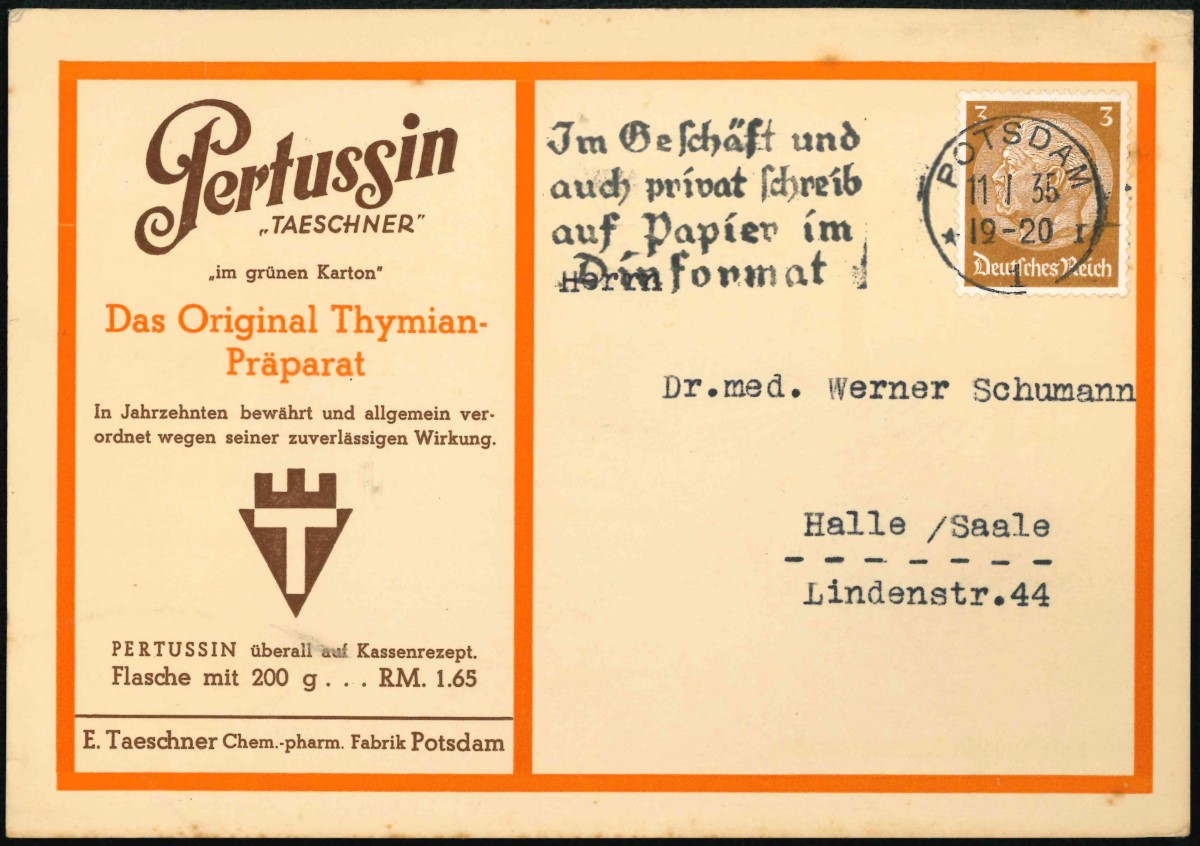 Pertussin
„TAESCHNER"
„im grünen Karton"
Das Original Thymian-
Präparat
In Jahrzehnten bewährt und allgemein ver-
ordnet wegen seiner zuverlässigen Wirkung.
T
PERTUSSIN überall auf Kassenrezept.
Flasche mit 200 g . . . RM. 1.65
E. Taeschner Chem.-pharm. Fabrik Potsdam
Im Geschäft und
auch privat schreib
auf Papier im
Dinformat
Herrn
3 3
POTSDAM
11 1 35
★ 19-20 I
1
Deutsches Reich
Dr.med. Werner Schumann
Halle /Saale
- - - - - - -
Lindenstr.44